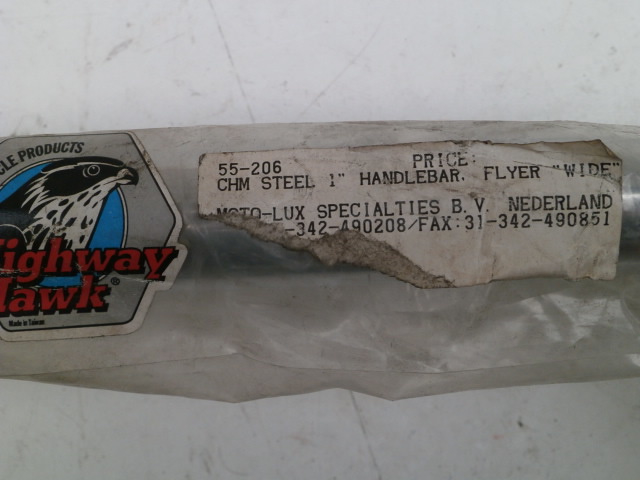 CLE PRODUCTS
Highway
Hawk®
Made in Taiwan
55-206 PRICE:
CHM STEEL 1" HANDLEBAR, FLYER "WIDE"
MOTO-LUX SPECIALTIES B.V. NEDERLAND
-342-490208/FAX:31-342-490851